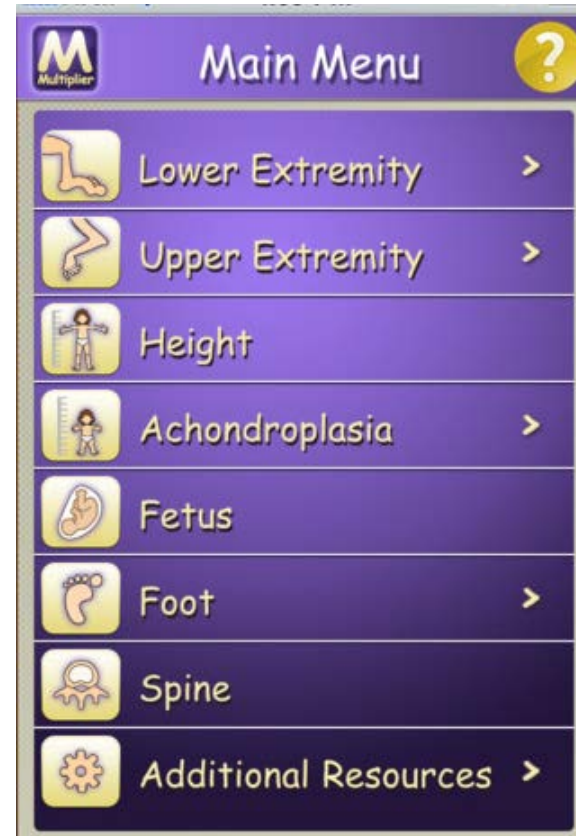 M
Multiplier
Main Menu
?
Lower Extremity >
Upper Extremity >
Height
Achondroplasia >
Fetus
Foot >
Spine
Additional Resources >